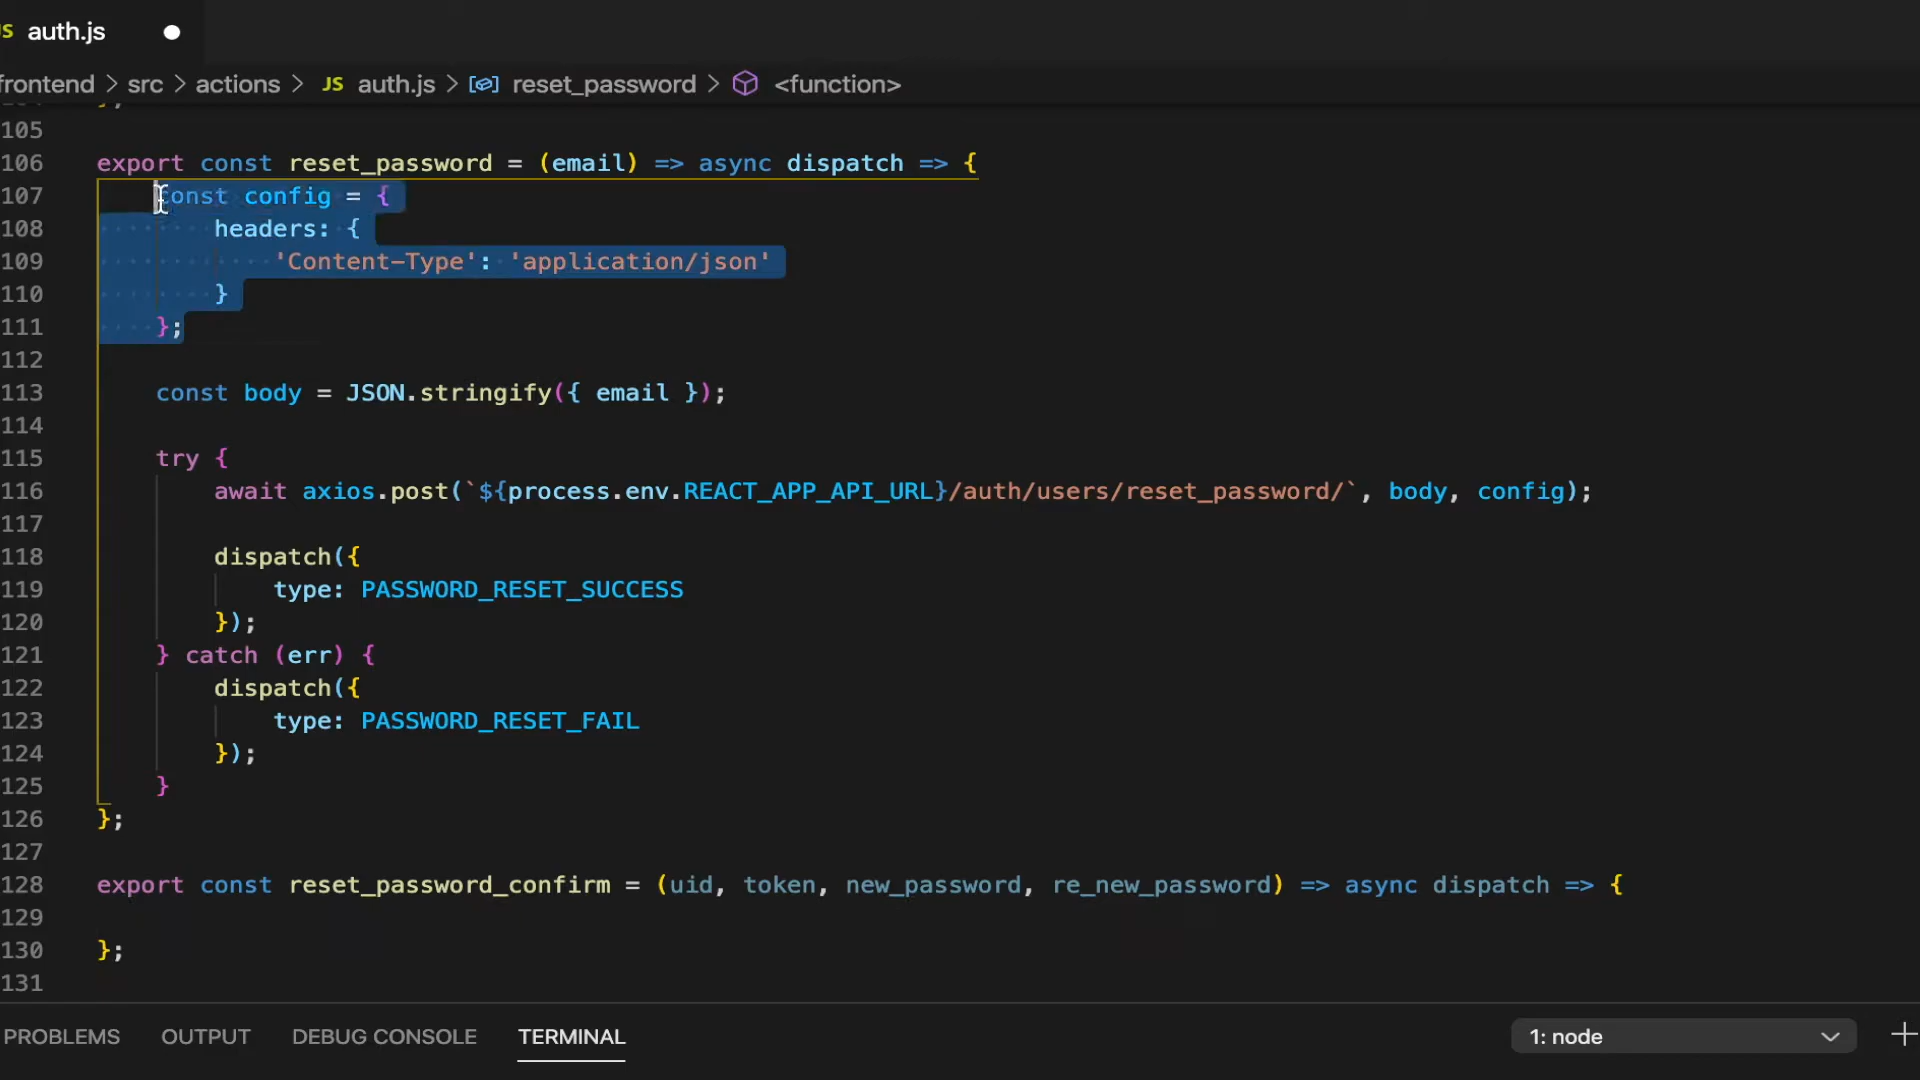 JS auth.js
frontend > src > actions > JS auth.js > reset_password > <function>
105
106 export const reset_password = (email) => async dispatch => {
107 const config = {
108 headers: {
109 'Content-Type': 'application/json'
110 }
111 };
112
113 const body = JSON.stringify({ email });
114
115 try {
116 await axios.post(`${process.env.REACT_APP_API_URL}/auth/users/reset_password/`, body, config);
117
118 dispatch({
119 type: PASSWORD_RESET_SUCCESS
120 });
121 } catch (err) {
122 dispatch({
123 type: PASSWORD_RESET_FAIL
124 });
125 }
126 };
127
128 export const reset_password_confirm = (uid, token, new_password, re_new_password) => async dispatch => {
129
130 };
131
PROBLEMS OUTPUT DEBUG CONSOLE TERMINAL 1: node